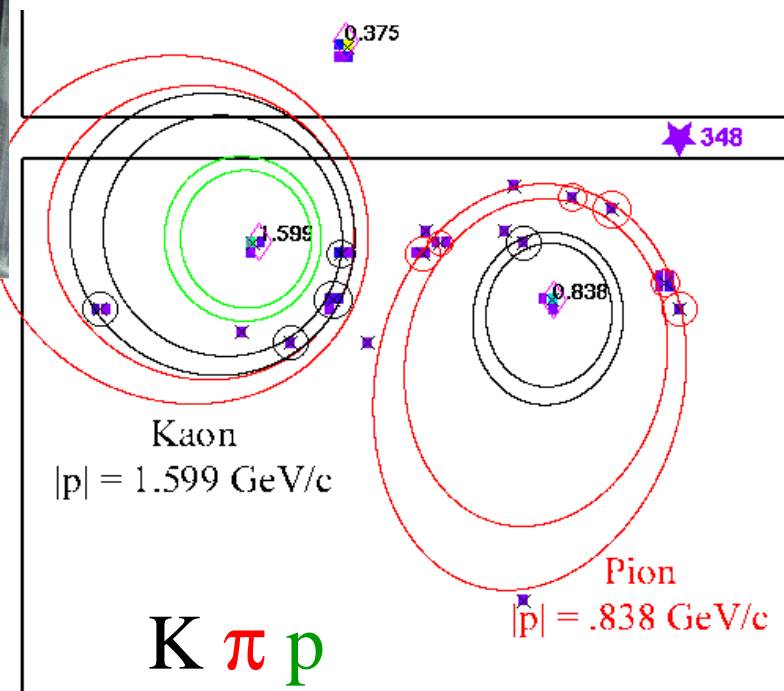 0.375
348
1.599
0.838
Kaon
|p| = 1.599 GeV/c
Pion
|p| = .838 GeV/c
K π p